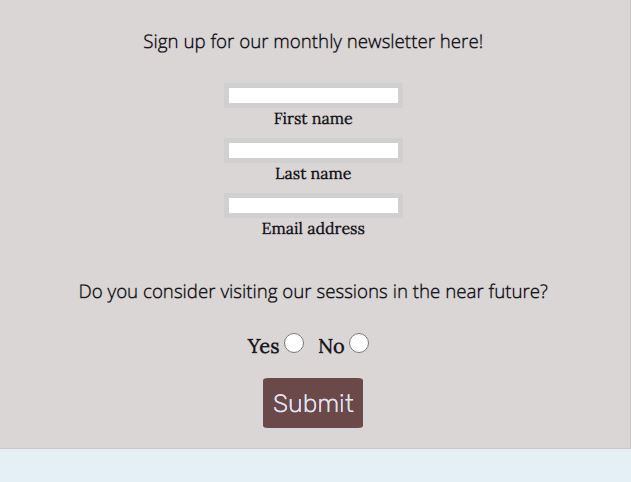 Sign up for our monthly newsletter here!
First name
Last name
Email address
Do you consider visiting our sessions in the near future?
Yes No
Submit